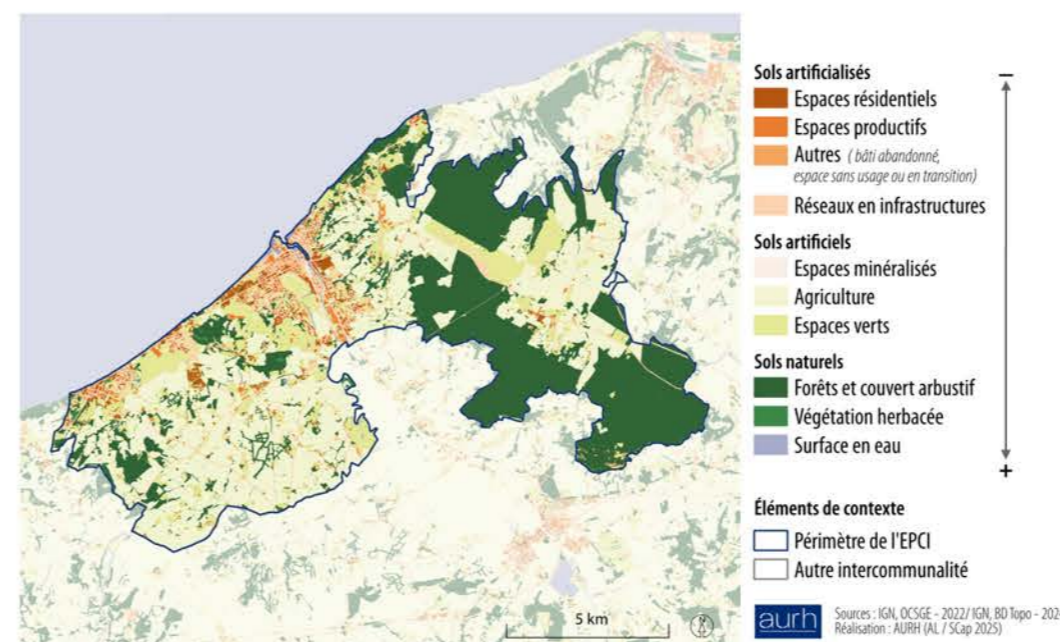 Sols artificialisés
Espaces résidentiels
Espaces productifs
Autres ( bâti abandonné,
espace sans usage ou en transition)
Réseaux en infrastructures
Sols artificiels
Espaces minéralisés
Agriculture
Espaces verts
Sols naturels
Forêts et couvert arbustif
Végétation herbacée
Surface en eau
–
+
Éléments de contexte
Périmètre de l'EPCI
Autre intercommunalité
5 km
aurh
Sources : IGN, OCSGE - 2022/ IGN, BD Topo - 202
Réalisation : AURH (AL / SCap 2025)